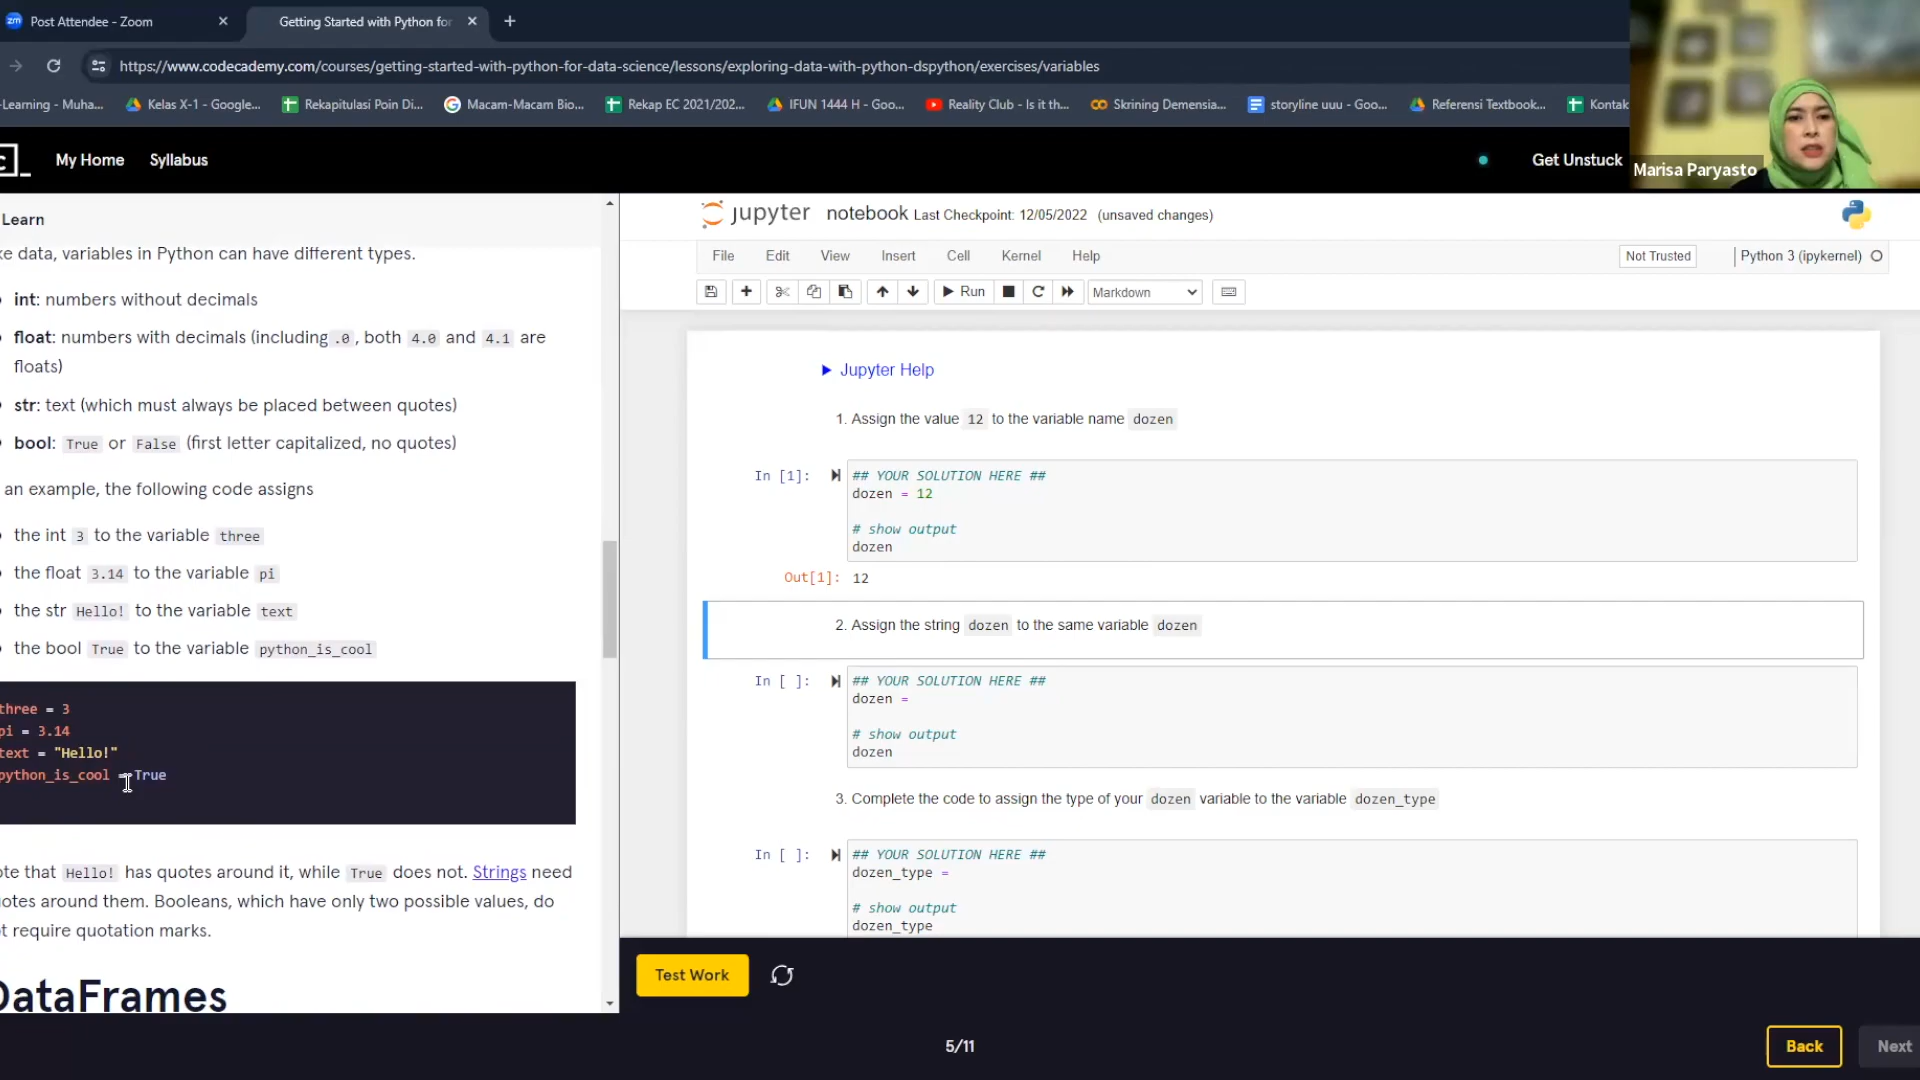 zm Post Attendee - Zoom
Getting Started with Python for
https://www.codecademy.com/courses/getting-started-with-python-for-data-science/lessons/exploring-data-with-python-dspython/exercises/variables
-Learning - Muha...
Kelas X-1 - Google...
Rekapitulasi Poin Di...
Macam-Macam Bio...
Rekap EC 2021/202...
IFUN 1444 H - Goo...
Reality Club - Is it th...
Skrining Demensia...
storyline uuu - Goo...
Referensi Textbook...
Kontak
Marisa Paryasto
My Home
Syllabus
Get Unstuck
Learn
ke data, variables in Python can have different types.
int: numbers without decimals
float: numbers with decimals (including .0, both 4.0 and 4.1 are
floats)
str: text (which must always be placed between quotes)
bool: True or False (first letter capitalized, no quotes)
an example, the following code assigns
the int 3 to the variable three
the float 3.14 to the variable pi
the str Hello! to the variable text
the bool True to the variable python_is_cool
three = 3
pi = 3.14
text = "Hello!"
python_is_cool = True
ote that Hello! has quotes around it, while True does not. Strings need
otes around them. Booleans, which have only two possible values, do
t require quotation marks.
DataFrames
jupyter notebook Last Checkpoint: 12/05/2022 (unsaved changes)
File Edit View Insert Cell Kernel Help
Not Trusted
Python 3 (ipykernel)
Run
Markdown
Jupyter Help
1. Assign the value 12 to the variable name dozen
In [1]:
## YOUR SOLUTION HERE ##
dozen = 12
# show output
dozen
Out[1]: 12
2. Assign the string dozen to the same variable dozen
In [ ]:
## YOUR SOLUTION HERE ##
dozen =
# show output
dozen
3. Complete the code to assign the type of your dozen variable to the variable dozen_type
In [ ]:
## YOUR SOLUTION HERE ##
dozen_type =
# show output
dozen_type
Test Work
5/11
Back
Next